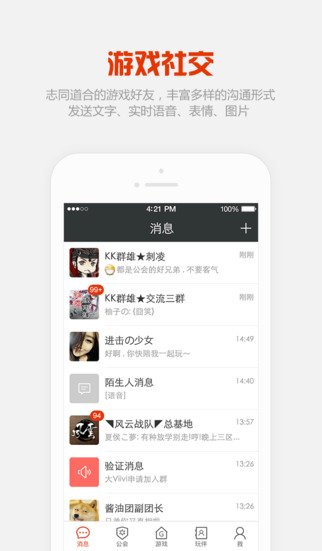 游戏社交
志同道合的游戏好友，丰富多样的沟通形式
发送文字、实时语音、表情、图片
4:21 PM
100%
消息
KK群雄★刺凌
刚刚
都是公会的好兄弟，不要客气
99+
KK群雄★交流三群
刚刚
柚子の: {庭笑}
进击の少女
14:49
好啊，你快陪我一起玩~
陌生人消息
14:40
[语音]
94
◥风云战队◤总基地
13:57
夏侯こ夢: 有种放学别走!哼!晚上三区...
验证消息
13:26
大Viivi申请加入群
酱油团副团长
13:26
消息
公会
游戏
玩伴
我